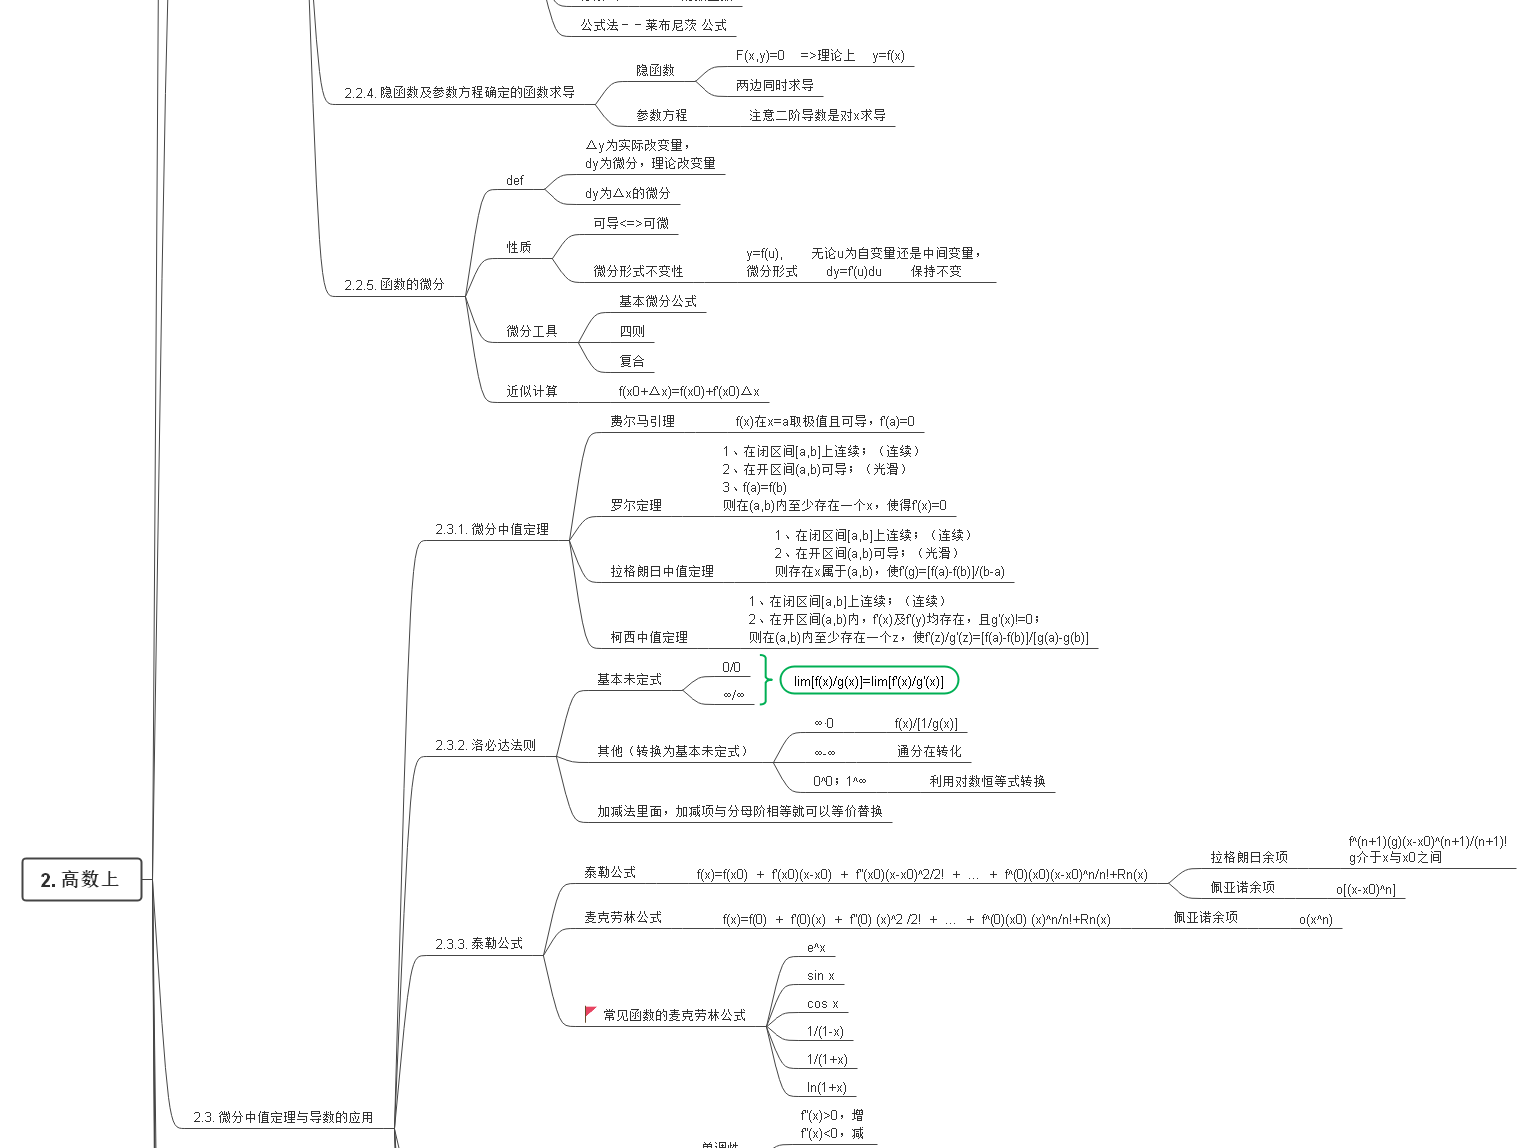 公式法－－莱布尼茨 公式
2.2.4. 隐函数及参数方程确定的函数求导
隐函数
F(x,y)=0 =>理论上 y=f(x)
两边同时求导
参数方程
注意二阶导数是对x求导
2.2.5. 函数的微分
def
△y为实际改变量，
dy为微分，理论改变量
dy为△x的微分
性质
可导<=>可微
微分形式不变性
y=f(u), 无论u为自变量还是中间变量，
微分形式 dy=f'(u)du 保持不变
微分工具
基本微分公式
四则
复合
近似计算
f(x0+△x)=f(x0)+f'(x0)△x
2. 高数上
2.3. 微分中值定理与导数的应用
2.3.1. 微分中值定理
费尔马引理
f(x)在x=a取极值且可导，f'(a)=0
罗尔定理
1、在闭区间[a,b]上连续；（连续）
2、在开区间(a,b)可导；（光滑）
3、f(a)=f(b)
则在(a,b)内至少存在一个x，使得f'(x)=0
拉格朗日中值定理
1、在闭区间[a,b]上连续；（连续）
2、在开区间(a,b)可导；（光滑）
则存在x属于(a,b)，使f'(g)=[f(a)-f(b)]/(b-a)
柯西中值定理
1、在闭区间[a,b]上连续；（连续）
2、在开区间(a,b)内，f'(x)及f'(y)均存在，且g'(x)!=0；
则在(a,b)内至少存在一个z，使f'(z)/g'(z)=[f(a)-f(b)]/[g(a)-g(b)]
2.3.2. 洛必达法则
基本未定式
0/0
∞/∞
lim[f(x)/g(x)]=lim[f'(x)/g'(x)]
其他（转换为基本未定式）
∞·0
f(x)/[1/g(x)]
∞-∞
通分在转化
0^0；1^∞
利用对数恒等式转换
加减法里面，加减项与分母阶相等就可以等价替换
2.3.3. 泰勒公式
泰勒公式
f(x)=f(x0) + f'(x0)(x-x0) + f''(x0)(x-x0)^2/2! + ... + f^(0)(x0)(x-x0)^n/n!+Rn(x)
拉格朗日余项
f^(n+1)(g)(x-x0)^(n+1)/(n+1)!
g介于x与x0之间
佩亚诺余项
o[(x-x0)^n]
麦克劳林公式
f(x)=f(0) + f'(0)(x) + f''(0) (x)^2 /2! + ... + f^(0)(x0) (x)^n/n!+Rn(x)
佩亚诺余项
o(x^n)
常见函数的麦克劳林公式
e^x
sin x
cos x
1/(1-x)
1/(1+x)
ln(1+x)
f''(x)>0，增
f''(x)<0，减